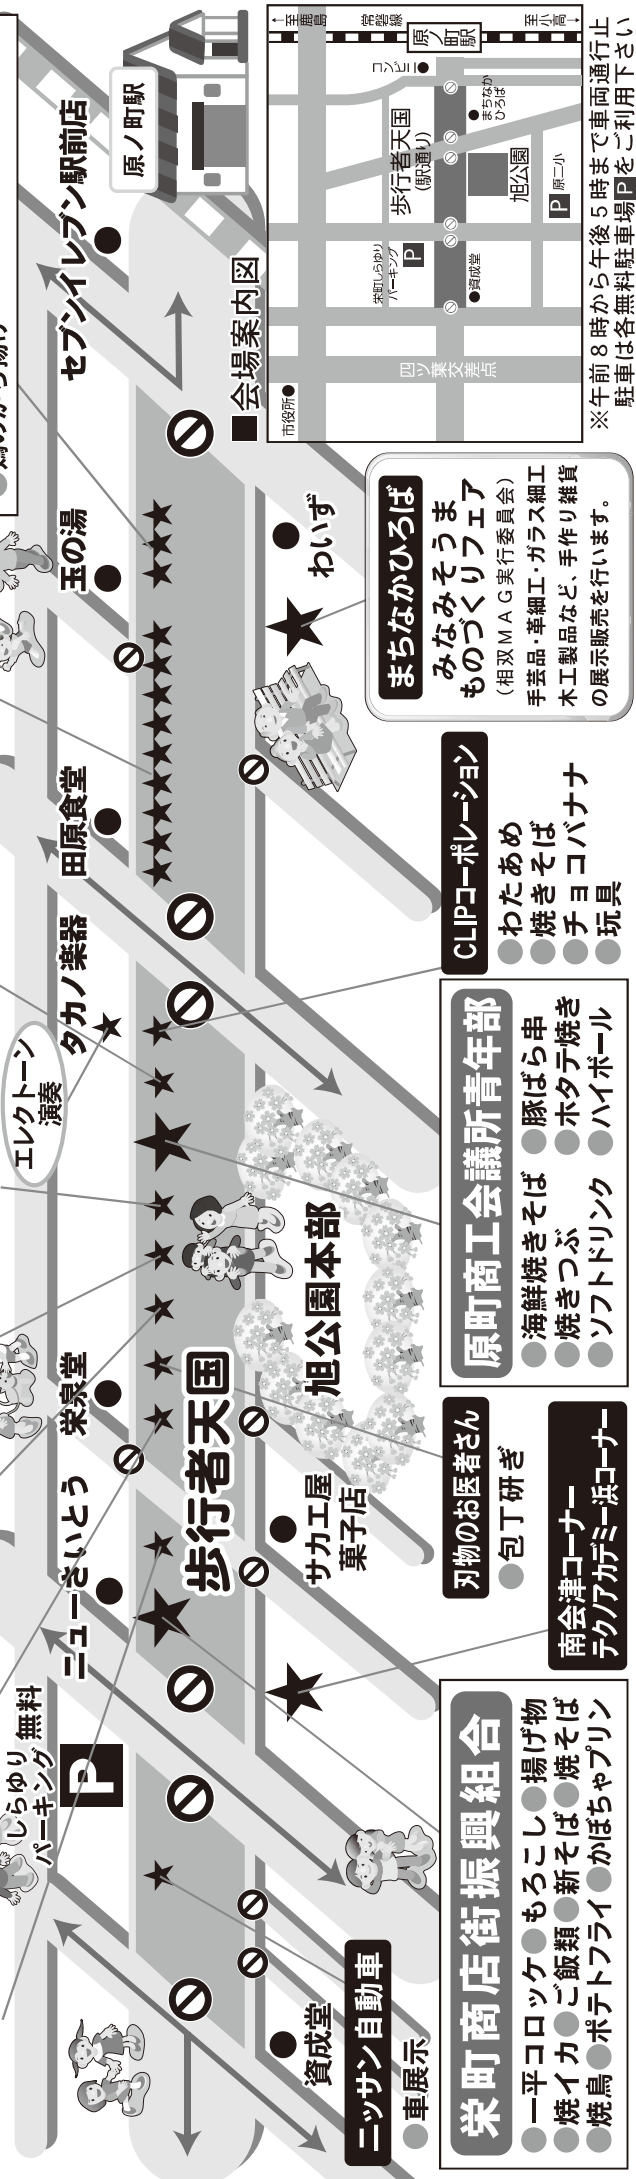 ■会場案内図
←至鹿島
常磐線
至小高→
原ノ町駅
コンビニ●
●まちなか
ひろば
歩行者天国
(駅通り)
旭公園
P
原二小
栄町しらゆり
パーキング
P
●資成堂
四ツ葉交差点
市役所●
※午前8時から午後5時まで車両通行止
駐車は各無料駐車場Pをご利用下さい
原ノ町駅
セブンイレブン駅前店
玉の湯
田原食堂
タカノ楽器
エレクトーン
演奏
栄泉堂
ニューさいとう
しらゆり
パーキング
無料
P
わいず
歩行者天国
旭公園本部
サカエ屋
菓子店
資成堂
まちなかひろば
みなみそうま
ものづくりフェア
(相双MAG実行委員会)
手芸品・革細工・ガラス細工
木工製品など、手作り雑貨
の展示販売を行います。
CLIPコーポレーション
●わたあめ
●焼きそば
●チョコバナナ
●玩具
原町商工会議所青年部
●海鮮焼きそば ●豚ばら串
●焼きつぶ ●ホタテ焼き
●ソフトドリンク ●ハイボール
刃物のお医者さん
●包丁研ぎ
南会津コーナー
テクノアカデミー浜コーナー
栄町商店街振興組合
●一平コロッケ●もろこし●揚げ物
●焼イカ●ご飯類●新そば●焼そば
●焼鳥●ポテトフライ●かぼちゃプリン
ニッサン自動車
●車展示